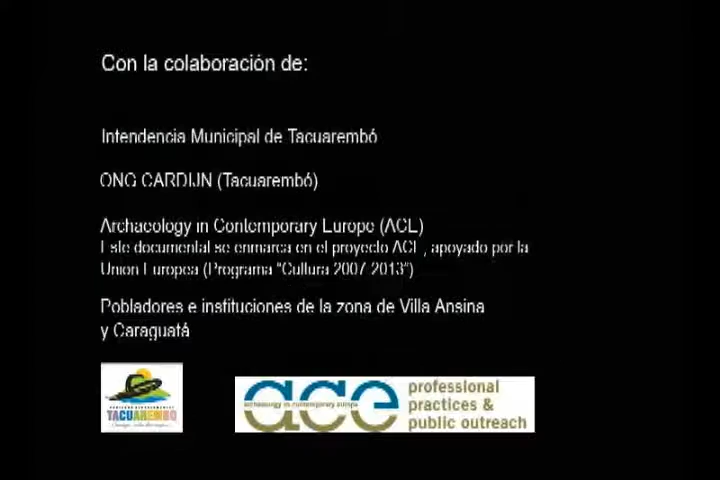 Con la colaboración de:
Intendencia Municipal de Tacuarembó
ONG CARDIJN (Tacuarembó)
Archaeology in Contemporary Europe (ACE)
Este documental se enmarca en el proyecto ACE, apoyado por la
Union Europea (Programa "Cultura 2007-2013")
Pobladores e instituciones de la zona de Villa Ansina
y Caraguatá
TACUAREMBÓ
ace
archaeology in contemporary europe
professional
practices &
public outreach